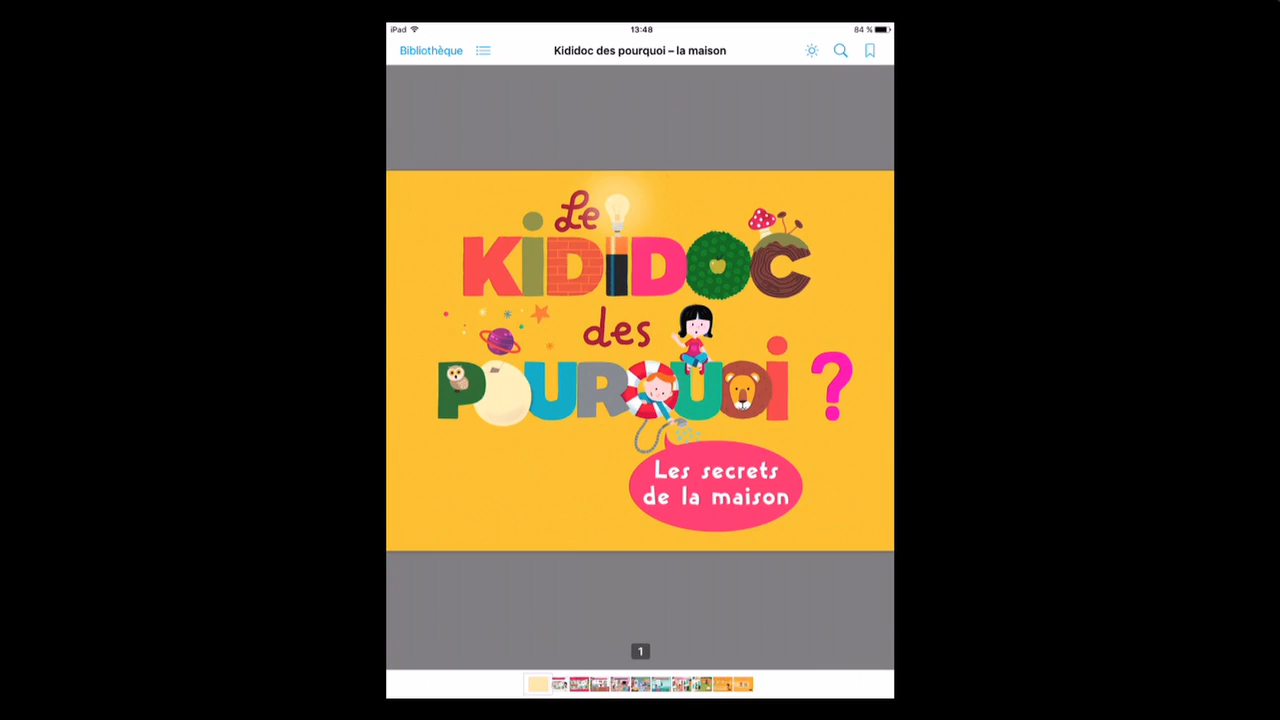 iPad 13:48 84 %
Bibliothèque Kididoc des pourquoi – la maison
Le
KiDiDOC
des
POURQUOi ?
Les secrets
de la maison
1